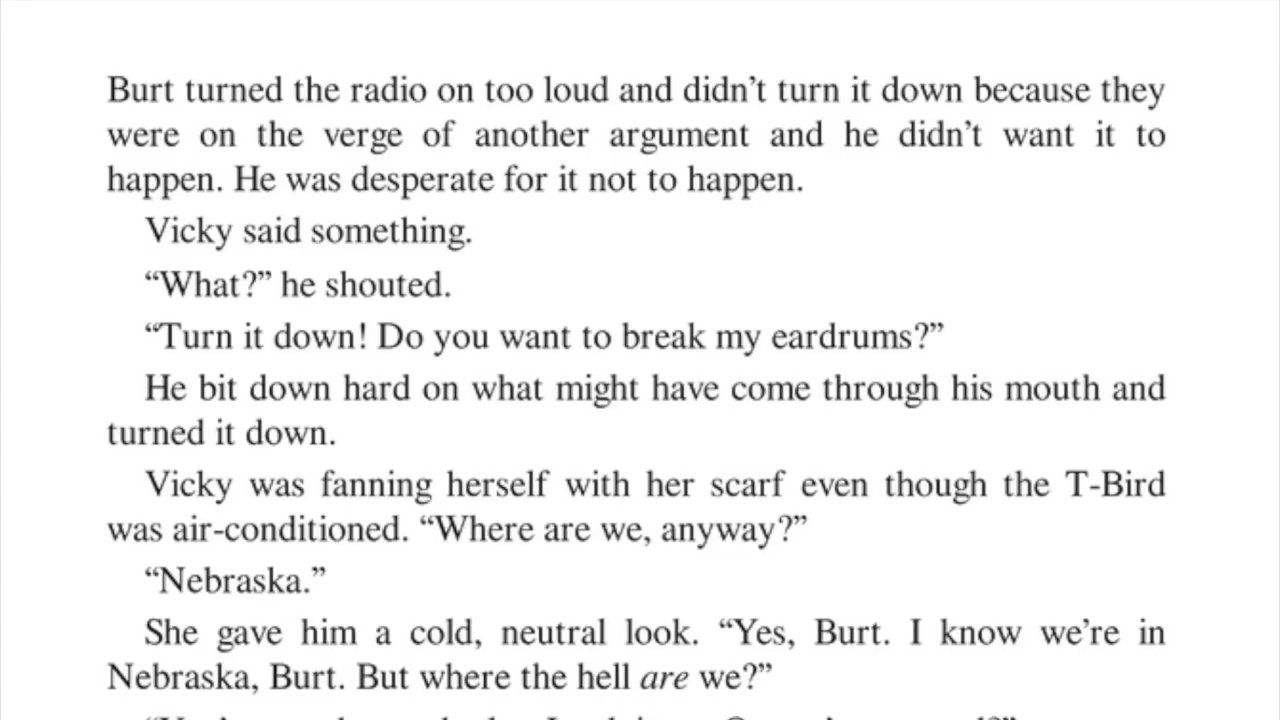 Burt turned the radio on too loud and didn’t turn it down because they
were on the verge of another argument and he didn’t want it to
happen. He was desperate for it not to happen.
Vicky said something.
“What?” he shouted.
“Turn it down! Do you want to break my eardrums?”
He bit down hard on what might have come through his mouth and
turned it down.
Vicky was fanning herself with her scarf even though the T-Bird
was air-conditioned. “Where are we, anyway?”
“Nebraska.”
She gave him a cold, neutral look. “Yes, Burt. I know we’re in
Nebraska, Burt. But where the hell are we?”